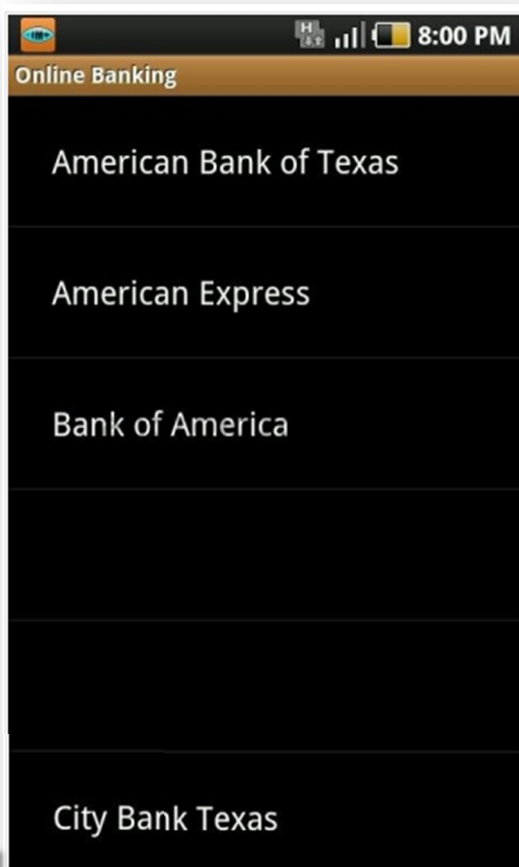 H
8:00 PM
Online Banking
American Bank of Texas
American Express
Bank of America
City Bank Texas